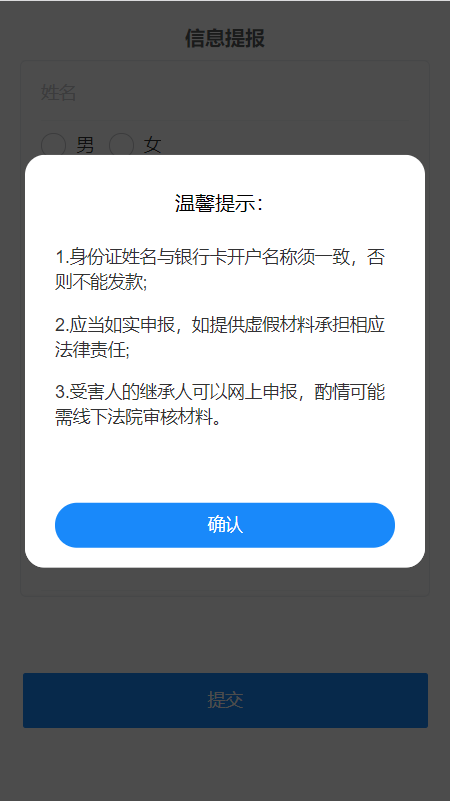 信息提报
姓名
男 女
温馨提示：
1.身份证姓名与银行卡开户名称须一致，否
则不能发款;
2.应当如实申报，如提供虚假材料承担相应
法律责任;
3.受害人的继承人可以网上申报，酌情可能
需线下法院审核材料。
确认
提交